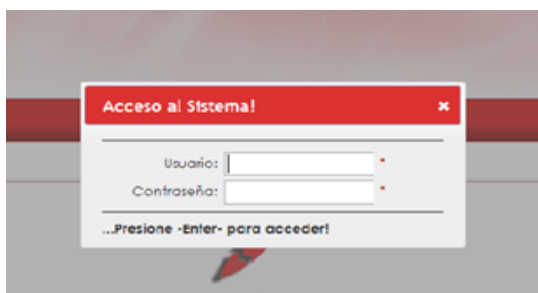 Acceso al Sistema!
Usuario: *
Contraseña: *
...Presione -Enter- para acceder!